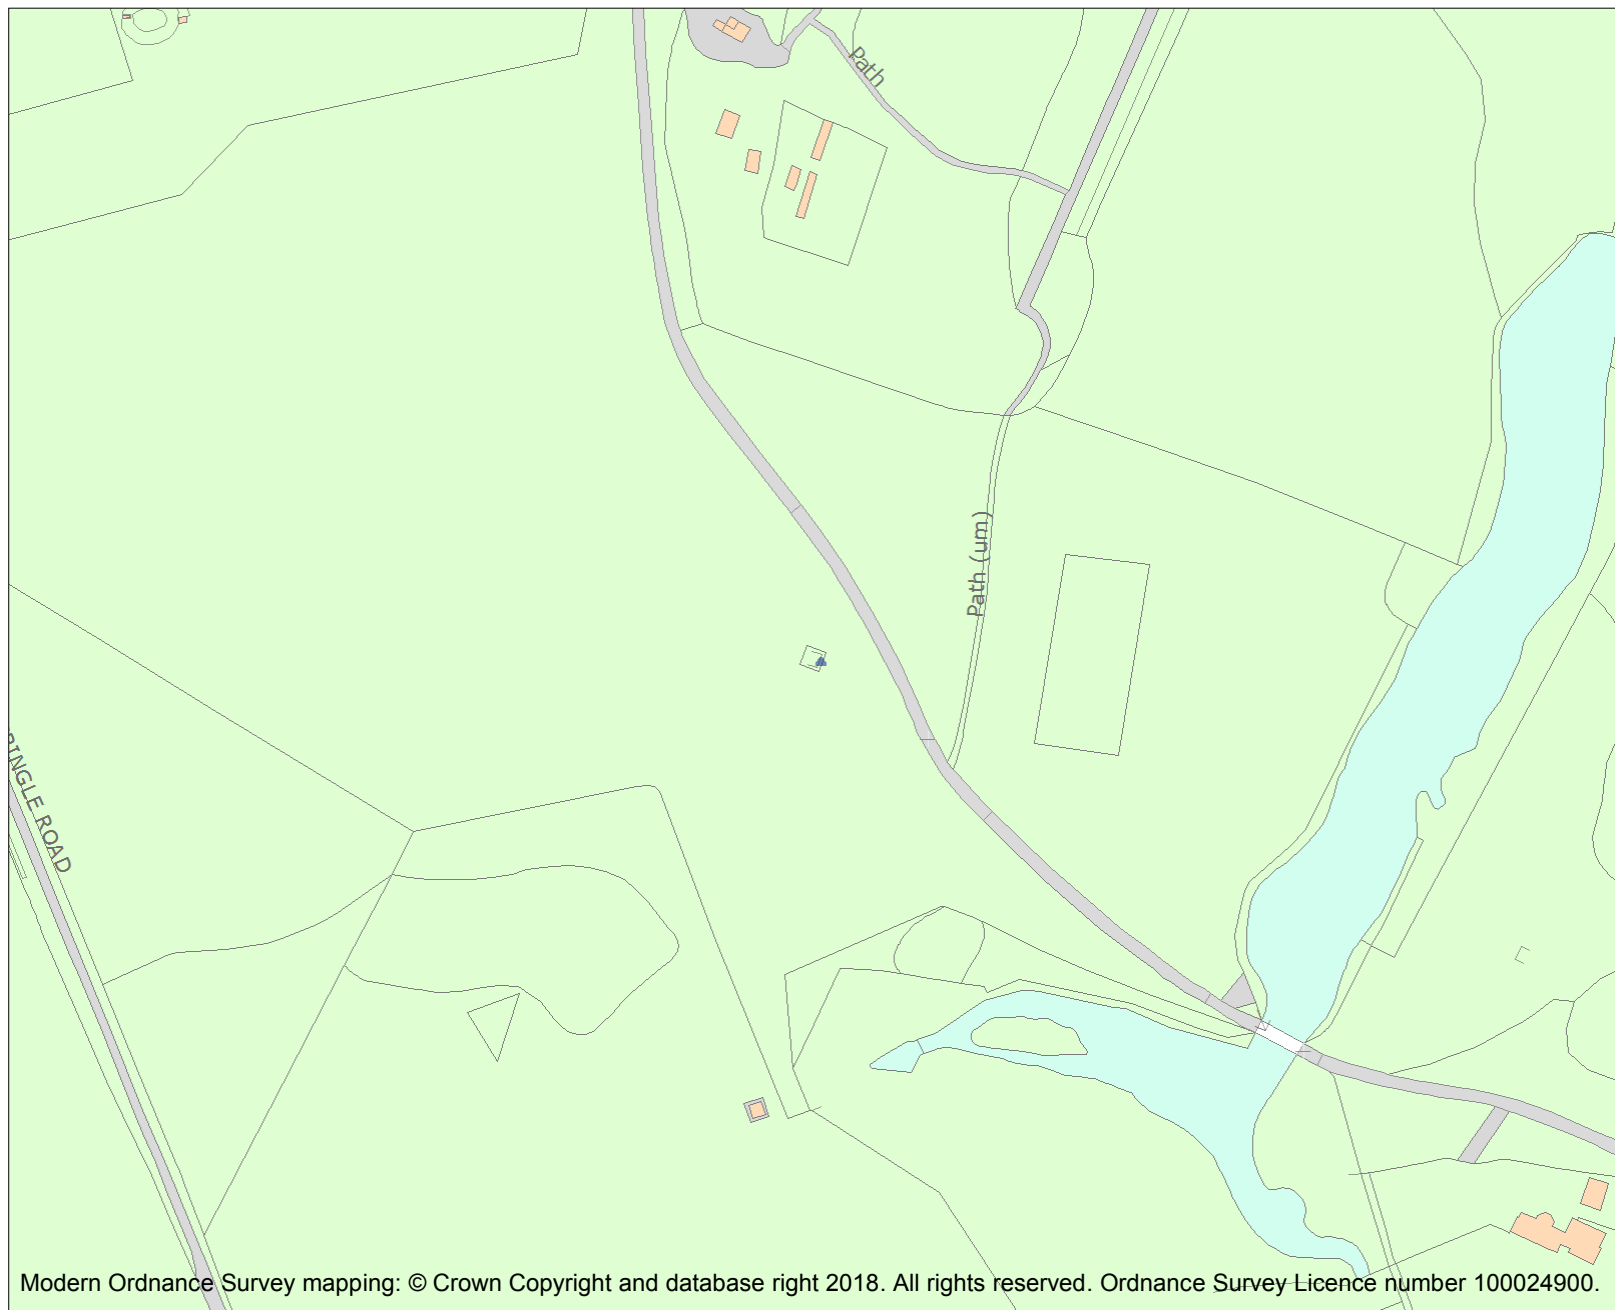 Path
Path (um)
RINGLE ROAD
Modern Ordnance Survey mapping: © Crown Copyright and database right 2018. All rights reserved. Ordnance Survey Licence number 100024900.